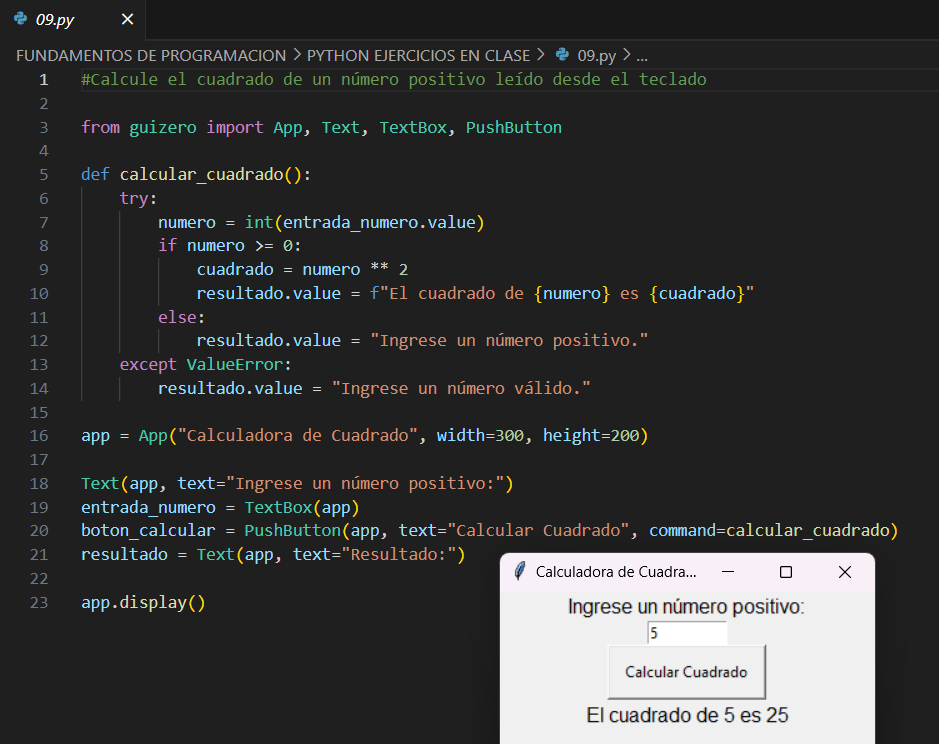 09.py
FUNDAMENTOS DE PROGRAMACION > PYTHON EJERCICIOS EN CLASE > 09.py > ...
1 #Calcule el cuadrado de un número positivo leído desde el teclado
2
3 from guizero import App, Text, TextBox, PushButton
4
5 def calcular_cuadrado():
6     try:
7         numero = int(entrada_numero.value)
8         if numero >= 0:
9             cuadrado = numero ** 2
10             resultado.value = f"El cuadrado de {numero} es {cuadrado}"
11         else:
12             resultado.value = "Ingrese un número positivo."
13     except ValueError:
14         resultado.value = "Ingrese un número válido."
15
16 app = App("Calculadora de Cuadrado", width=300, height=200)
17
18 Text(app, text="Ingrese un número positivo:")
19 entrada_numero = TextBox(app)
20 boton_calcular = PushButton(app, text="Calcular Cuadrado", command=calcular_cuadrado)
21 resultado = Text(app, text="Resultado:")
22
23 app.display()
Calculadora de Cuadra...
Ingrese un número positivo:
5
Calcular Cuadrado
El cuadrado de 5 es 25